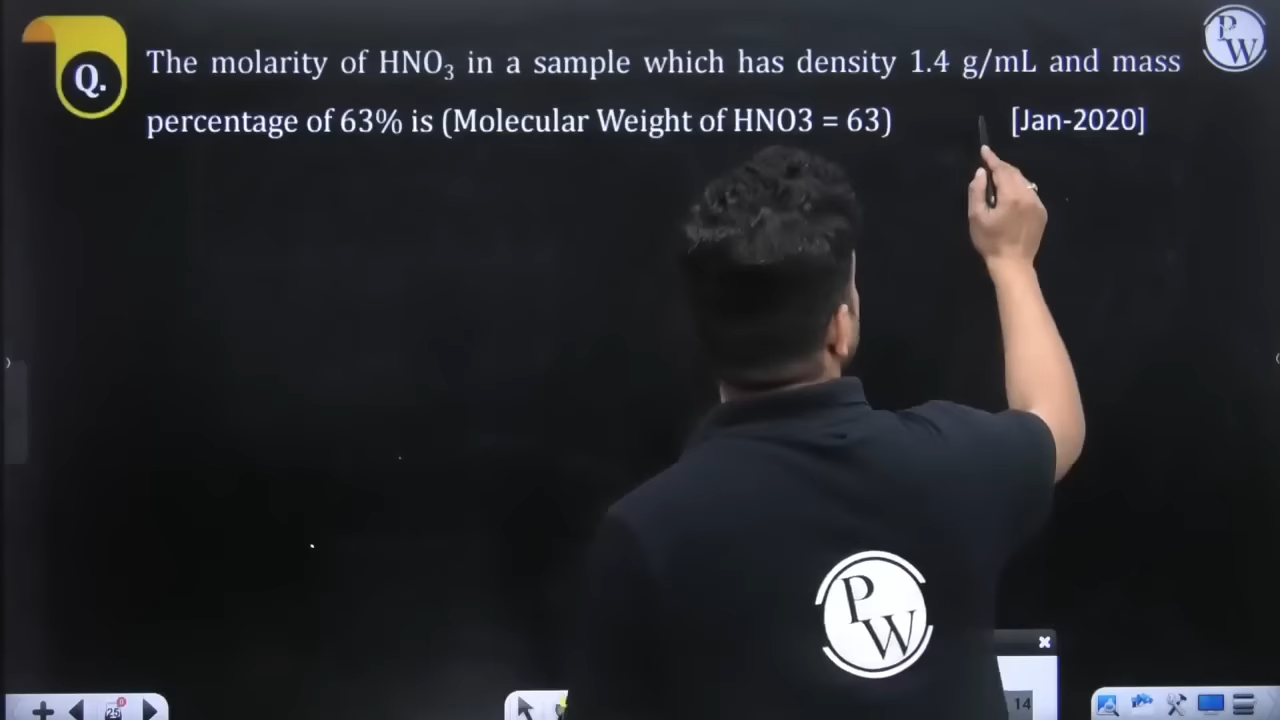 Q.
The molarity of HNO₃ in a sample which has density 1.4 g/mL and mass
percentage of 63% is (Molecular Weight of HNO3 = 63) [Jan-2020]
PW
PW
14
25